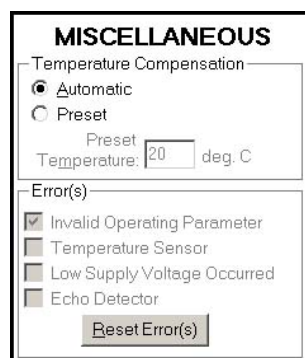 MISCELLANEOUS
Temperature Compensation
Automatic
Preset
Preset
Temperature: 20 deg. C
Error(s)
Invalid Operating Parameter
Temperature Sensor
Low Supply Voltage Occurred
Echo Detector
Reset Error(s)